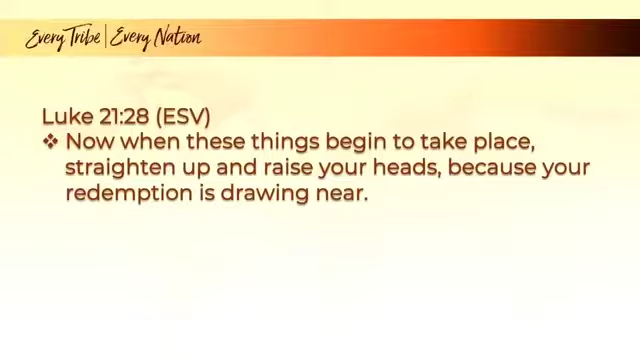 Every Tribe | Every Nation
Luke 21:28 (ESV)
❖ Now when these things begin to take place,
straighten up and raise your heads, because your
redemption is drawing near.